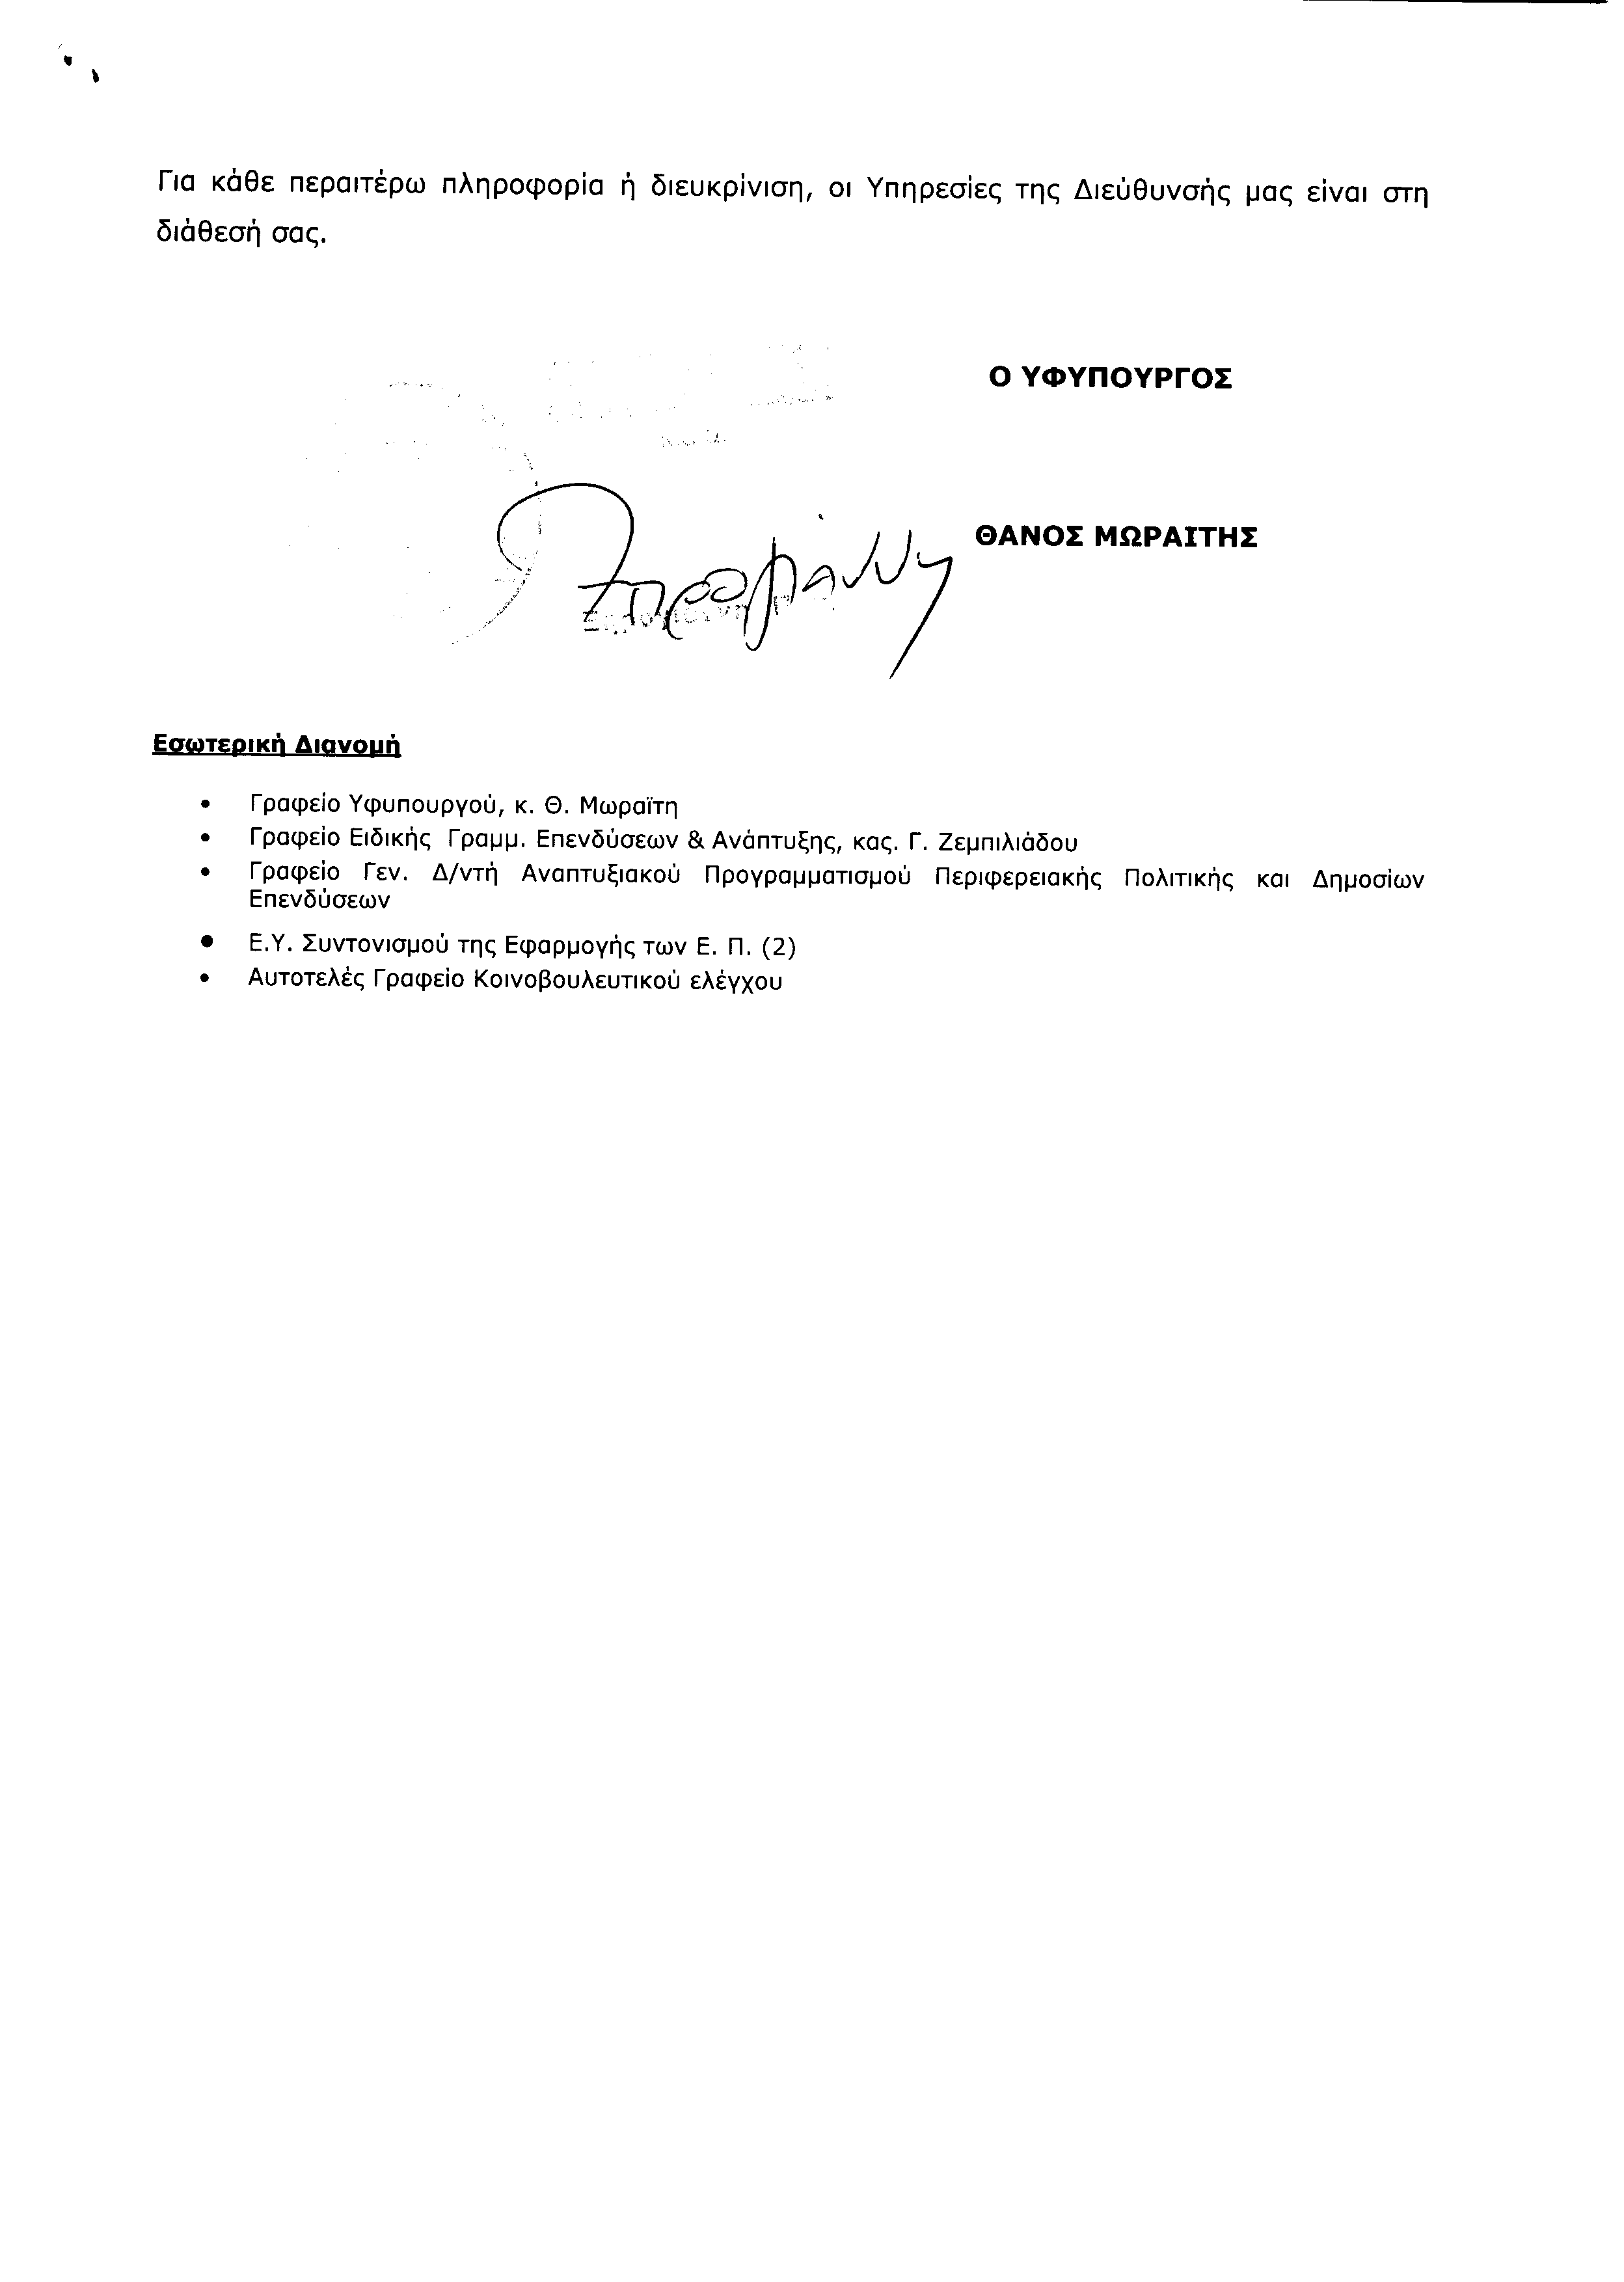 Για κάθε περαιτέρω πληροφορία ή διευκρίνιση, οι Υπηρεσίες της Διεύθυνσής μας είναι στη
διάθεσή σας.
Ο ΥΦΥΠΟΥΡΓΟΣ
ΘΑΝΟΣ ΜΩΡΑΙΤΗΣ
Εσωτερική Διανομή
• Γραφείο Υφυπουργού, κ. Θ. Μωραϊτη
• Γραφείο Ειδικής Γραμμ. Επενδύσεων & Ανάπτυξης, κας. Γ. Ζεμπιλιάδου
• Γραφείο Γεν. Δ/ντή Αναπτυξιακού Προγραμματισμού Περιφερειακής Πολιτικής και Δημοσίων
Επενδύσεων
• Ε.Υ. Συντονισμού της Εφαρμογής των Ε. Π. (2)
• Αυτοτελές Γραφείο Κοινοβουλευτικού ελέγχου